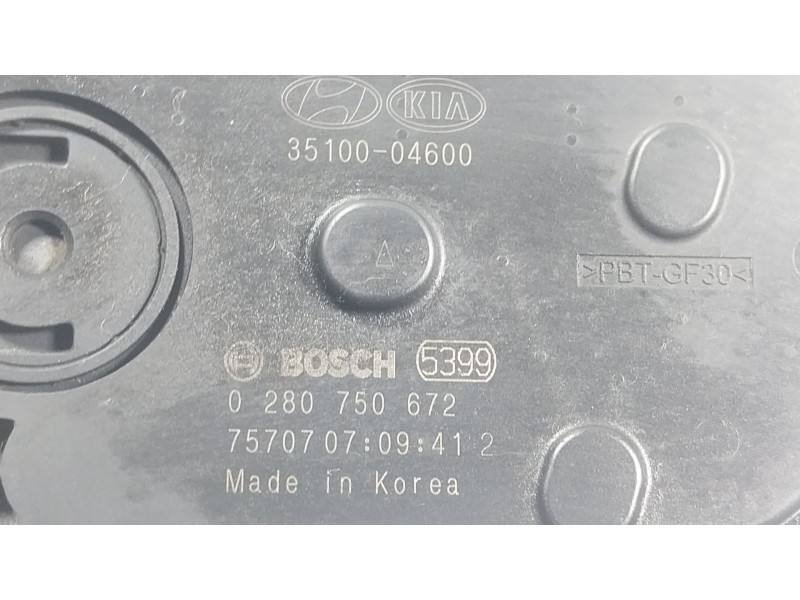 KIA
35100-04600
>PBT-GF30<
BOSCH 5399
0 280 750 672
75707 07:09:41 2
Made in Korea